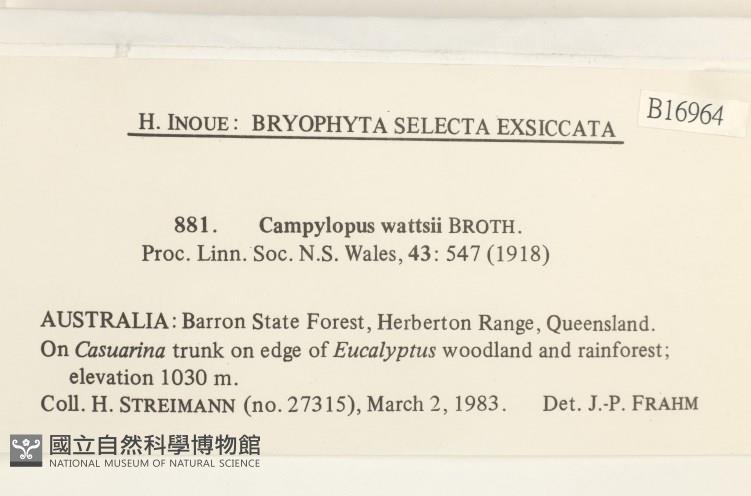 B16964
H. INOUE: BRYOPHYTA SELECTA EXSICCATA
881. Campylopus wattsii BROTH.
Proc. Linn. Soc. N.S. Wales, 43: 547 (1918)
AUSTRALIA: Barron State Forest, Herberton Range, Queensland.
On Casuarina trunk on edge of Eucalyptus woodland and rainforest;
elevation 1030 m.
Coll. H. STREIMANN (no. 27315), March 2, 1983. Det. J.-P. FRAHM
國立自然科學博物館
NATIONAL MUSEUM OF NATURAL SCIENCE